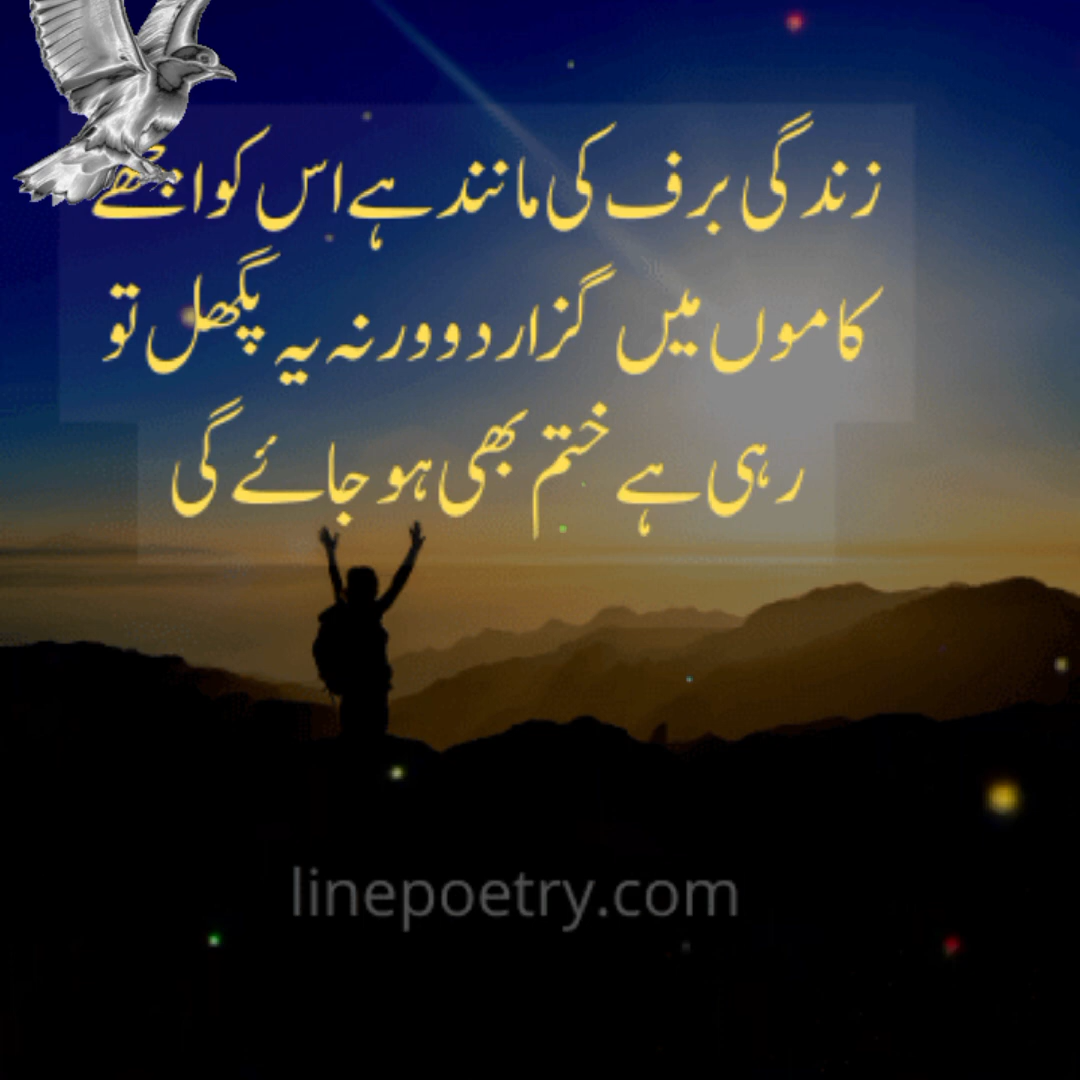 زندگی برف کی مانند ہے اس کو اچھے
کاموں میں گزار دو ورنہ یہ پگھل تو
رہی ہے ختم بھی ہو جائے گی
linepoetry.com